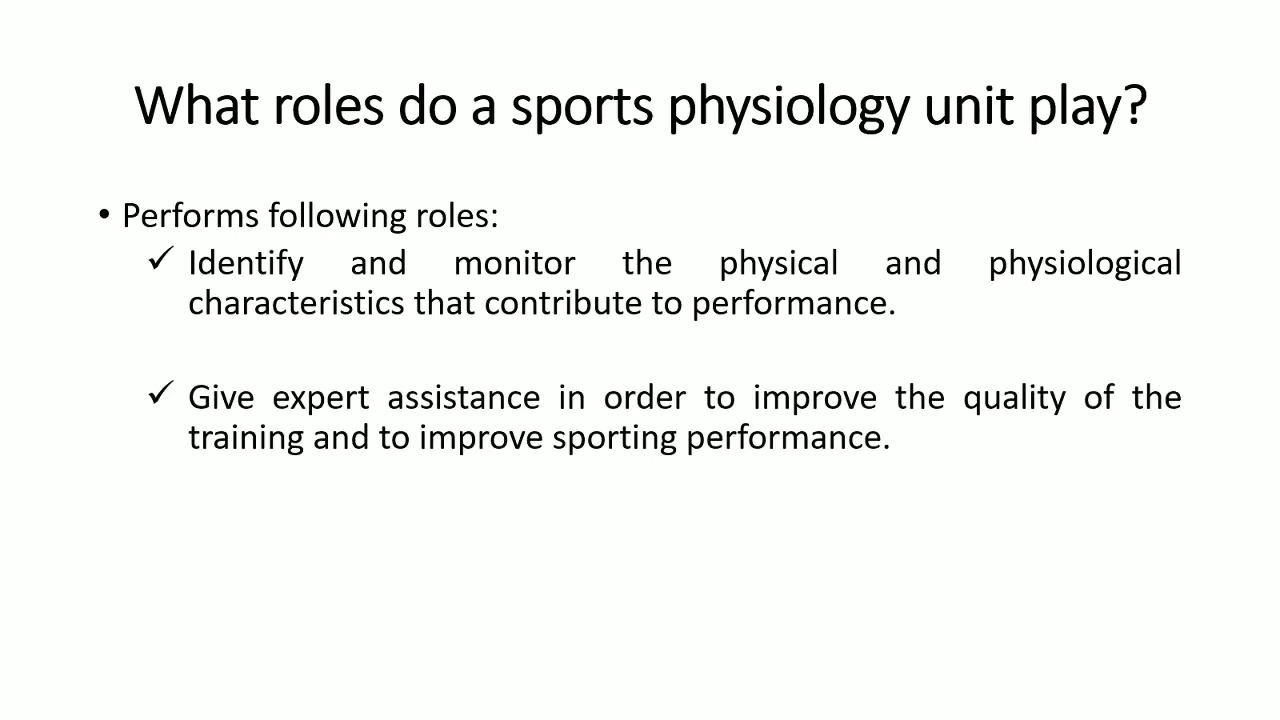 What roles do a sports physiology unit play?
• Performs following roles:
✓ Identify and monitor the physical and physiological
characteristics that contribute to performance.
✓ Give expert assistance in order to improve the quality of the
training and to improve sporting performance.